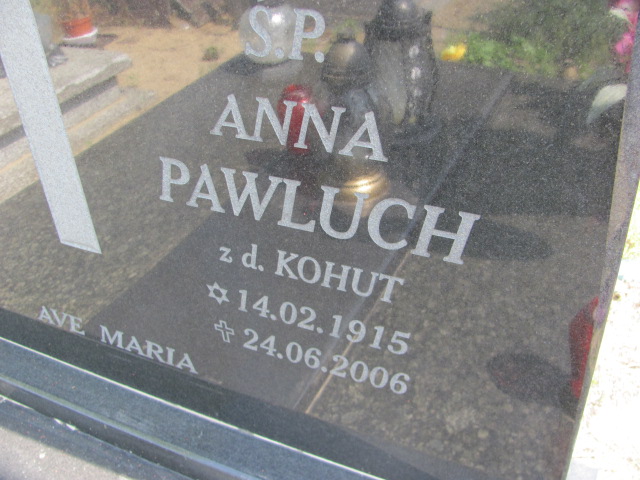 Ś.P.
ANNA
PAWLUCH
z d. KOHUT
✡ 14.02.1915
✝ 24.06.2006
AVE MARIA